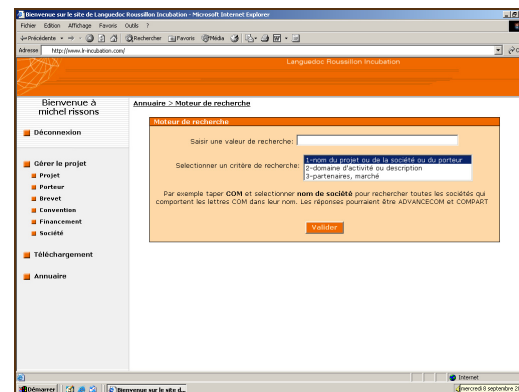 Bienvenue sur le site de Languedoc Roussillon Incubation - Microsoft Internet Explorer
Fichier Edition Affichage Favoris Outils ?
Précédente Rechercher Favoris Média
Adresse http://www.lr-incubation.com/
Languedoc Roussillon Incubation
Bienvenue à
michel rissons
Déconnexion
Gérer le projet
Projet
Porteur
Brevet
Convention
Financement
Société
Téléchargement
Annuaire
Annuaire > Moteur de recherche
Moteur de recherche
Saisir une valeur de recherche:
Selectionner un critère de recherche:
1-nom du projet ou de la société ou du porteur
2-domaine d'activité ou description
3-partenaires, marché
Par exemple taper COM et selectionner nom de société pour rechercher toutes les sociétés qui
comportent les lettres COM dans leur nom. Les réponses pourraient être ADVANCECOM et COMPART
Valider
Internet
Démarrer Bienvenue sur le site d... mercredi 8 septembre